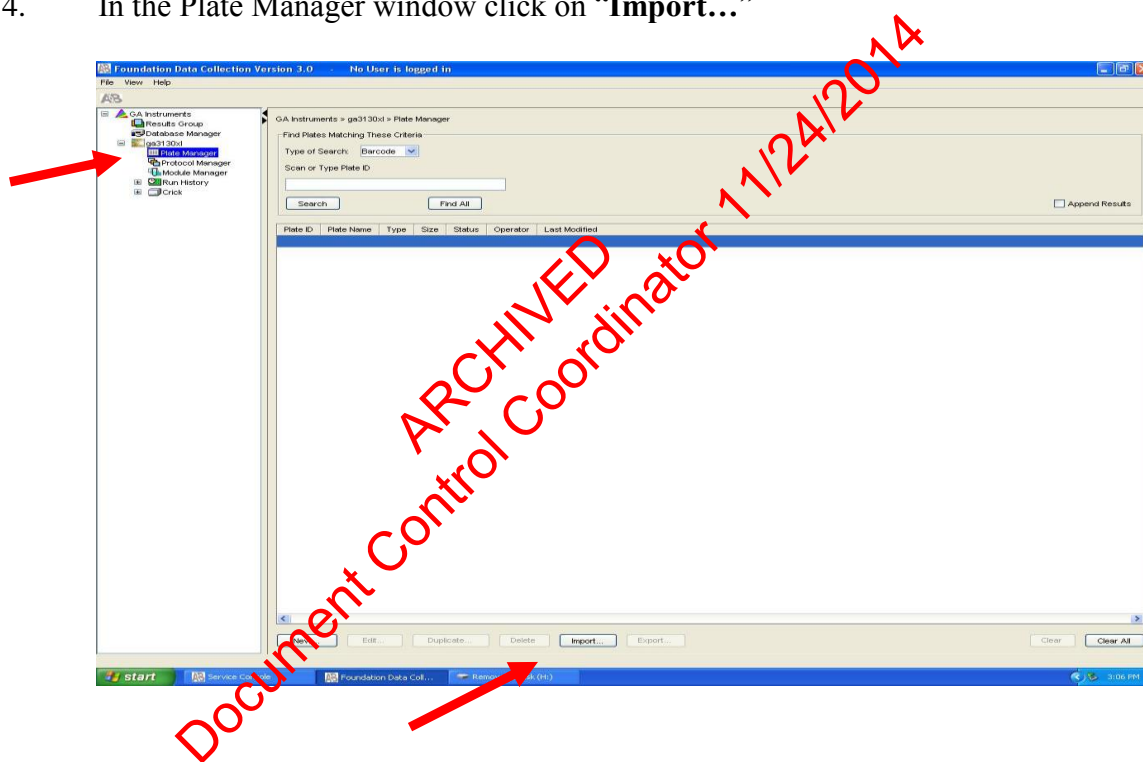 4. In the Plate Manager window click on “Import…”
Foundation Data Collection Version 3.0 - No User is logged in
File View Help
AB
GA Instruments
Results Group
Database Manager
ga3130xl
Plate Manager
Protocol Manager
Module Manager
Run History
Crick
GA Instruments » ga3130xl » Plate Manager
Find Plates Matching These Criteria
Type of Search: Barcode
Scan or Type Plate ID
Search Find All Append Results
Plate ID Plate Name Type Size Status Operator Last Modified
New... Edit... Duplicate... Delete Import... Export... Clear Clear All
start Service Console Foundation Data Coll... Removable Disk (H:) 3:06 PM
ARCHIVED
Document Control Coordinator 11/24/2014